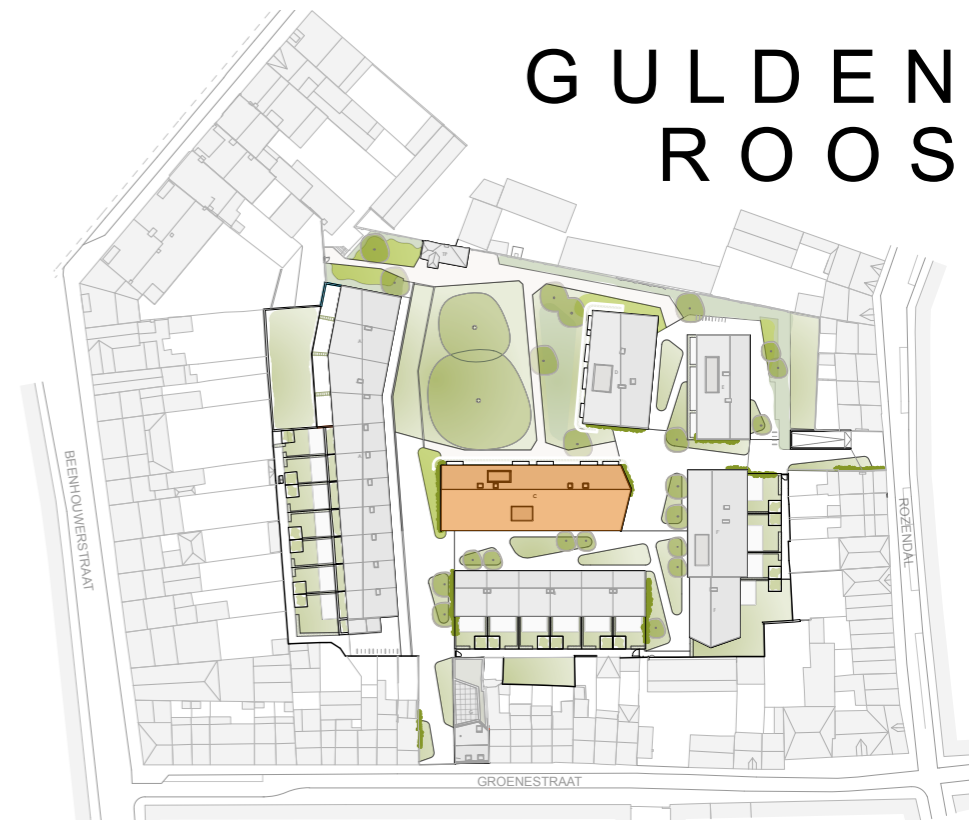 GULDEN
ROOS
BEENHOUWERSTRAAT
ROZENDAL
C
GROENESTRAAT